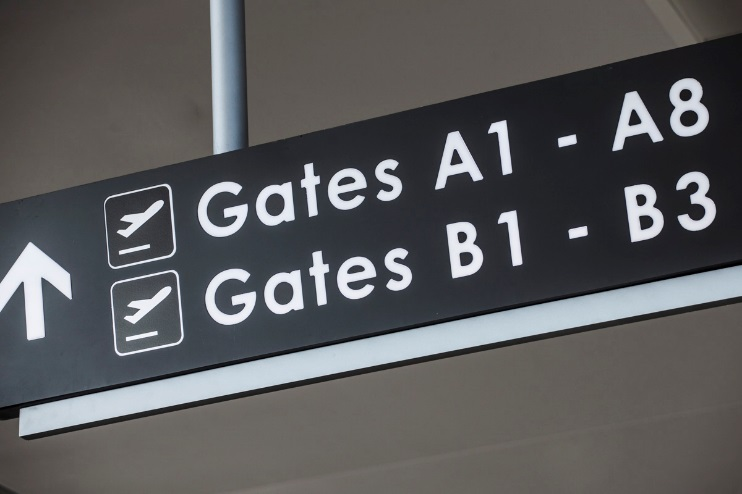 Gates A1 - A8
Gates B1 - B3